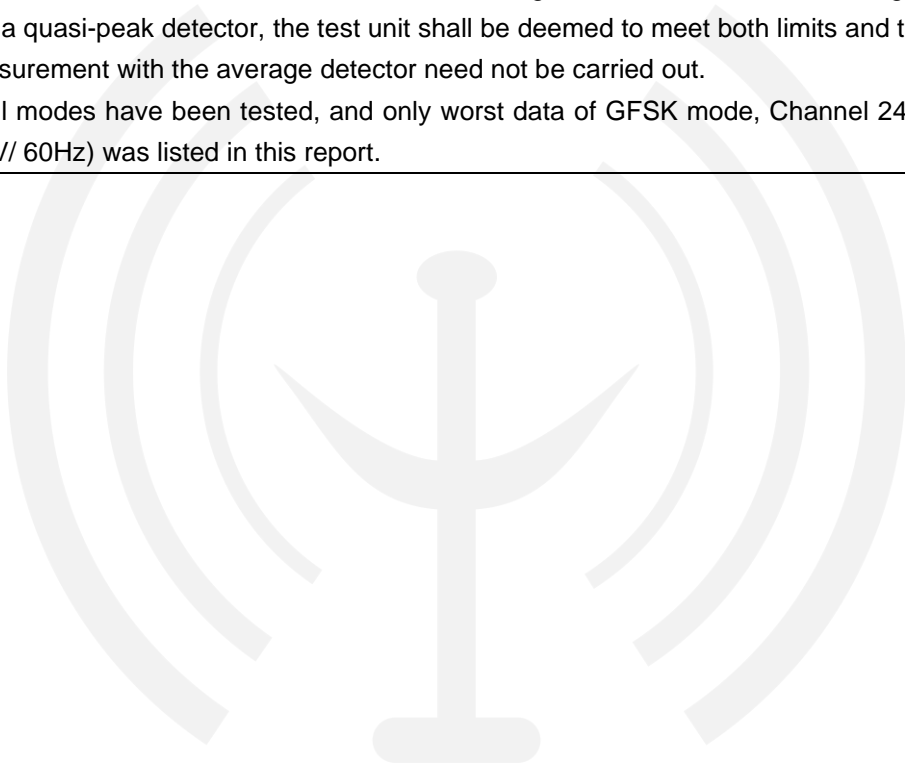 a quasi-peak detector, the test unit shall be deemed to meet both limits and t
surement with the average detector need not be carried out.
l modes have been tested, and only worst data of GFSK mode, Channel 24
// 60Hz) was listed in this report.